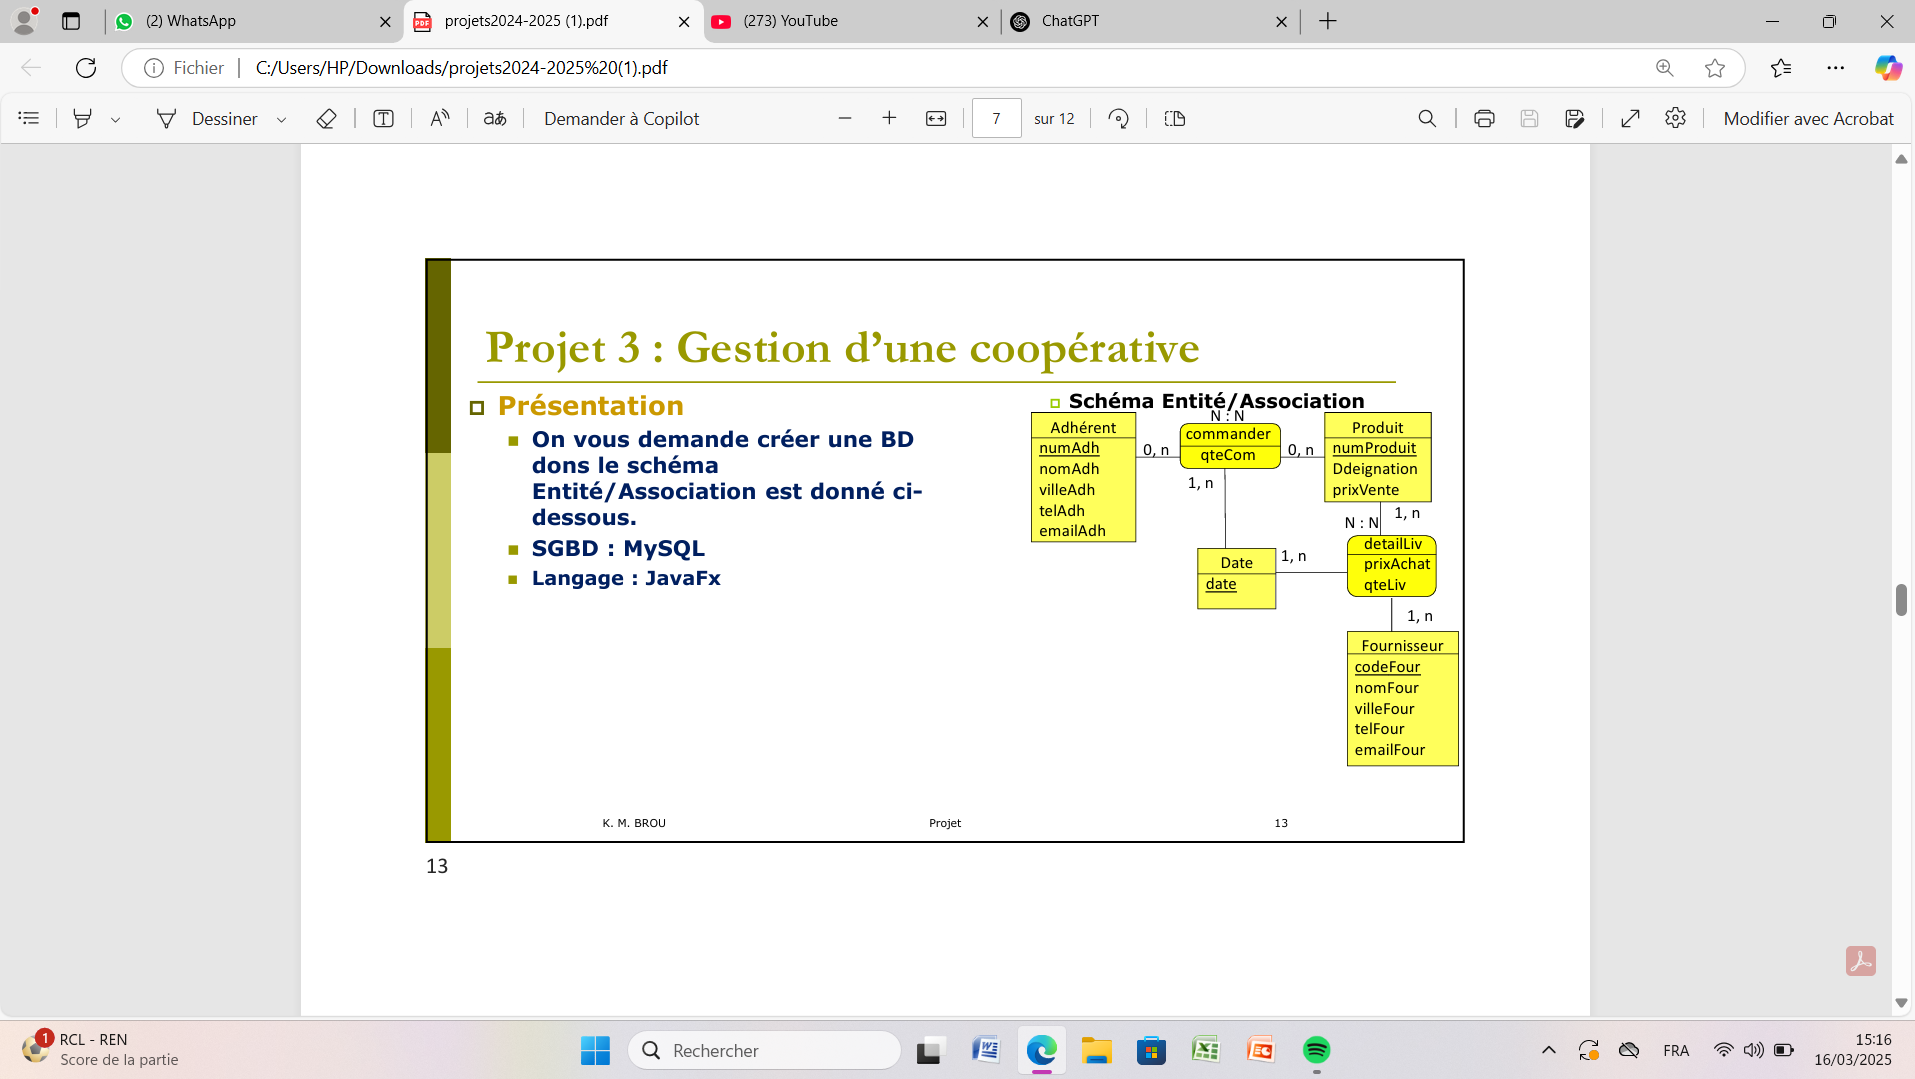 (2) WhatsApp
projets2024-2025 (1).pdf
(273) YouTube
ChatGPT
Fichier
C:/Users/HP/Downloads/projets2024-2025%20(1).pdf
Dessiner
Demander à Copilot
7
sur 12
Modifier avec Acrobat
Projet 3 : Gestion d’une coopérative
Présentation
On vous demande créer une BD
dons le schéma
Entité/Association est donné ci-
dessous.
SGBD : MySQL
Langage : JavaFx
Schéma Entité/Association
Adhérent
numAdh
nomAdh
villeAdh
telAdh
emailAdh
0, n
N : N
commander
qteCom
0, n
1, n
Produit
numProduit
Ddeignation
prixVente
1, n
N : N
detailLiv
prixAchat
qteLiv
Date
date
1, n
1, n
Fournisseur
codeFour
nomFour
villeFour
telFour
emailFour
K. M. BROU
Projet
13
13
1
RCL - REN
Score de la partie
Rechercher
FRA
15:16
16/03/2025